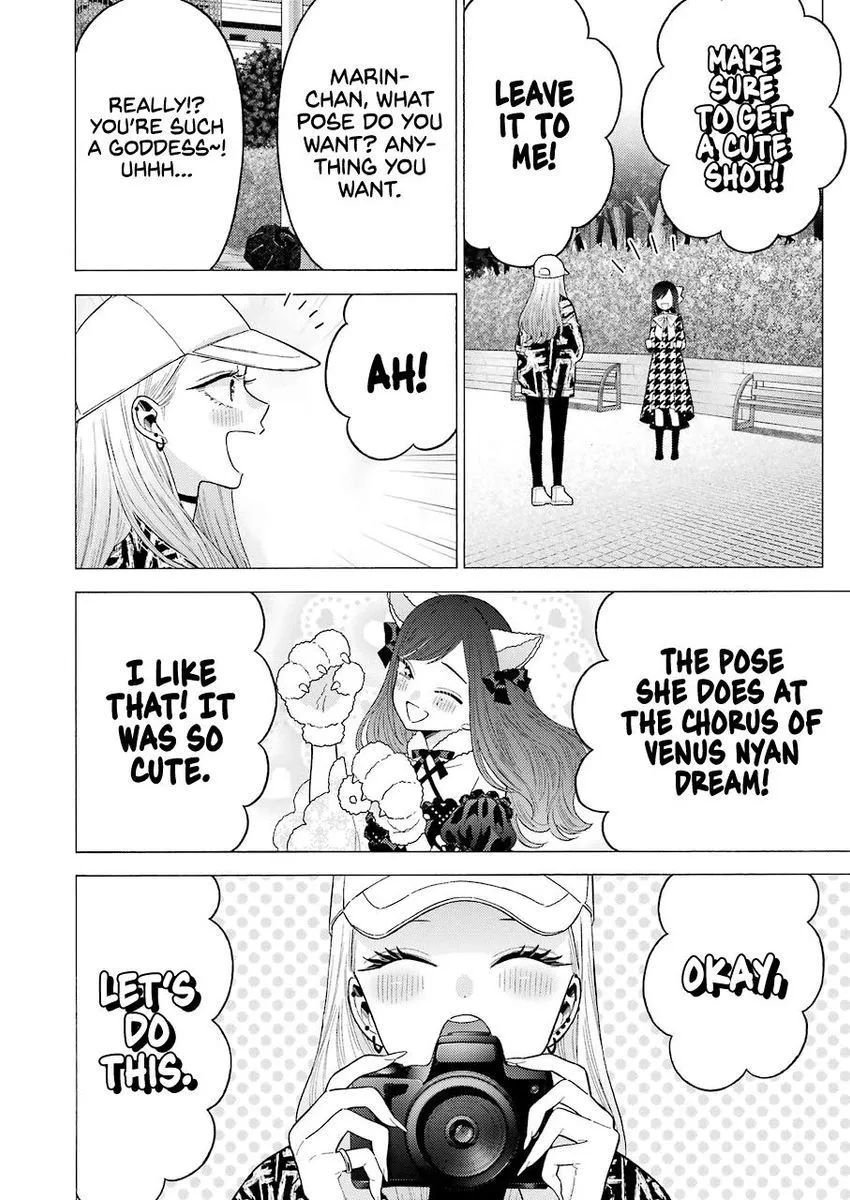 MAKE
SURE
TO GET
A CUTE
SHOT!
LEAVE
IT TO
ME!
MARIN-
CHAN, WHAT
POSE DO YOU
WANT? ANY-
THING YOU
WANT.
REALLY!?
YOU'RE SUCH
A GODDESS~!
UHHH...
AH!
THE POSE
SHE DOES AT
THE CHORUS OF
VENUS NYAN
DREAM!
I LIKE
THAT! IT
WAS SO
CUTE.
OKAY,
LET'S
DO
THIS.